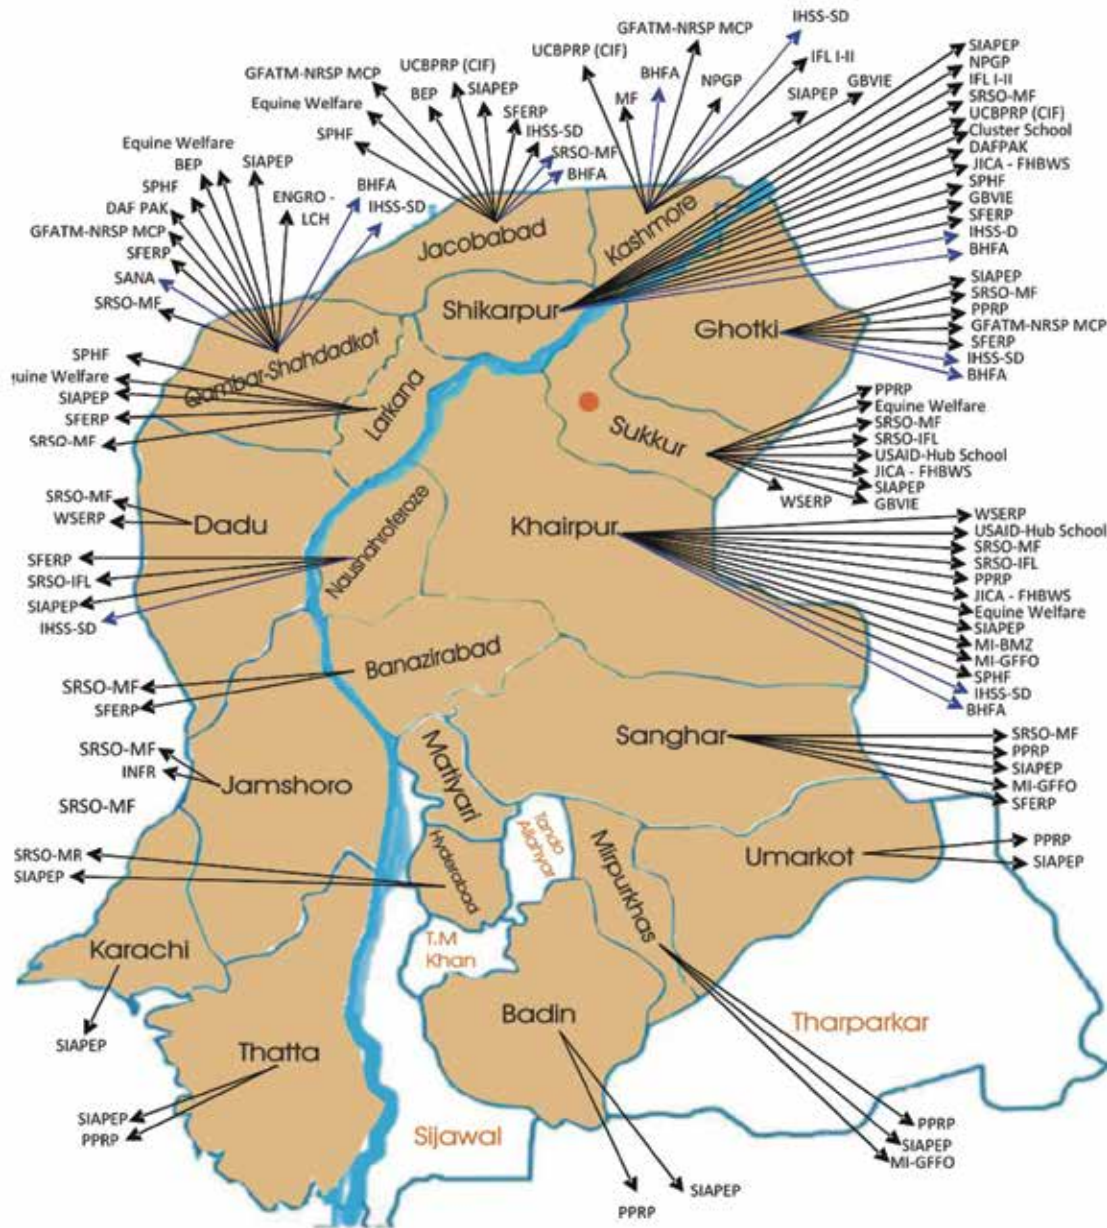 IHSS-SD
GFATM-NRSP MCP
UCBPRP (CIF)
BHFA
IFL I-II
NPGP
GBVIE
MF
SIAPEP
GFATM-NRSP MCP
UCBPRP (CIF)
BEP
SIAPEP
Equine Welfare
SFERP
SPHF
IHSS-SD
SRSO-MF
BHFA
SIAPEP
NPGP
IFL I-II
SRSO-MF
UCBPRP (CIF)
Cluster School
DAFPAK
JICA - FHBWS
SPHF
GBVIE
SFERP
IHSS-D
BHFA
Equine Welfare
BEP
SIAPEP
SPHF
DAF PAK
ENGRO -
LCH
BHFA
IHSS-SD
GFATM-NRSP MCP
SFERP
SANA
SRSO-MF
Jacobabad
Kashmore
Shikarpur
Ghotki
SIAPEP
SRSO-MF
PPRP
GFATM-NRSP MCP
SFERP
IHSS-SD
BHFA
Qambar-Shahdadkot
Larkana
SPHF
quine Welfare
SIAPEP
SFERP
SRSO-MF
Sukkur
PPRP
Equine Welfare
SRSO-MF
SRSO-IFL
USAID-Hub School
JICA - FHBWS
SIAPEP
GBVIE
WSERP
SRSO-MF
WSERP
Dadu
Naushahroferoze
Khairpur
WSERP
USAID-Hub School
SRSO-MF
SRSO-IFL
PPRP
JICA - FHBWS
Equine Welfare
SIAPEP
MI-BMZ
MI-GFFO
SPHF
IHSS-SD
BHFA
SFERP
SRSO-IFL
SIAPEP
IHSS-SD
Banazirabad
SRSO-MF
SFERP
Sanghar
SRSO-MF
PPRP
SIAPEP
MI-GFFO
SFERP
SRSO-MF
INFR
Jamshoro
SRSO-MF
Matiyari
Tando
Allahyar
Mirpurkhas
Umarkot
PPRP
SIAPEP
SRSO-MR
SIAPEP
Hyderabad
Karachi
T.M
Khan
SIAPEP
Badin
Tharparkar
Thatta
SIAPEP
PPRP
Sijawal
PPRP
SIAPEP
MI-GFFO
SIAPEP
PPRP